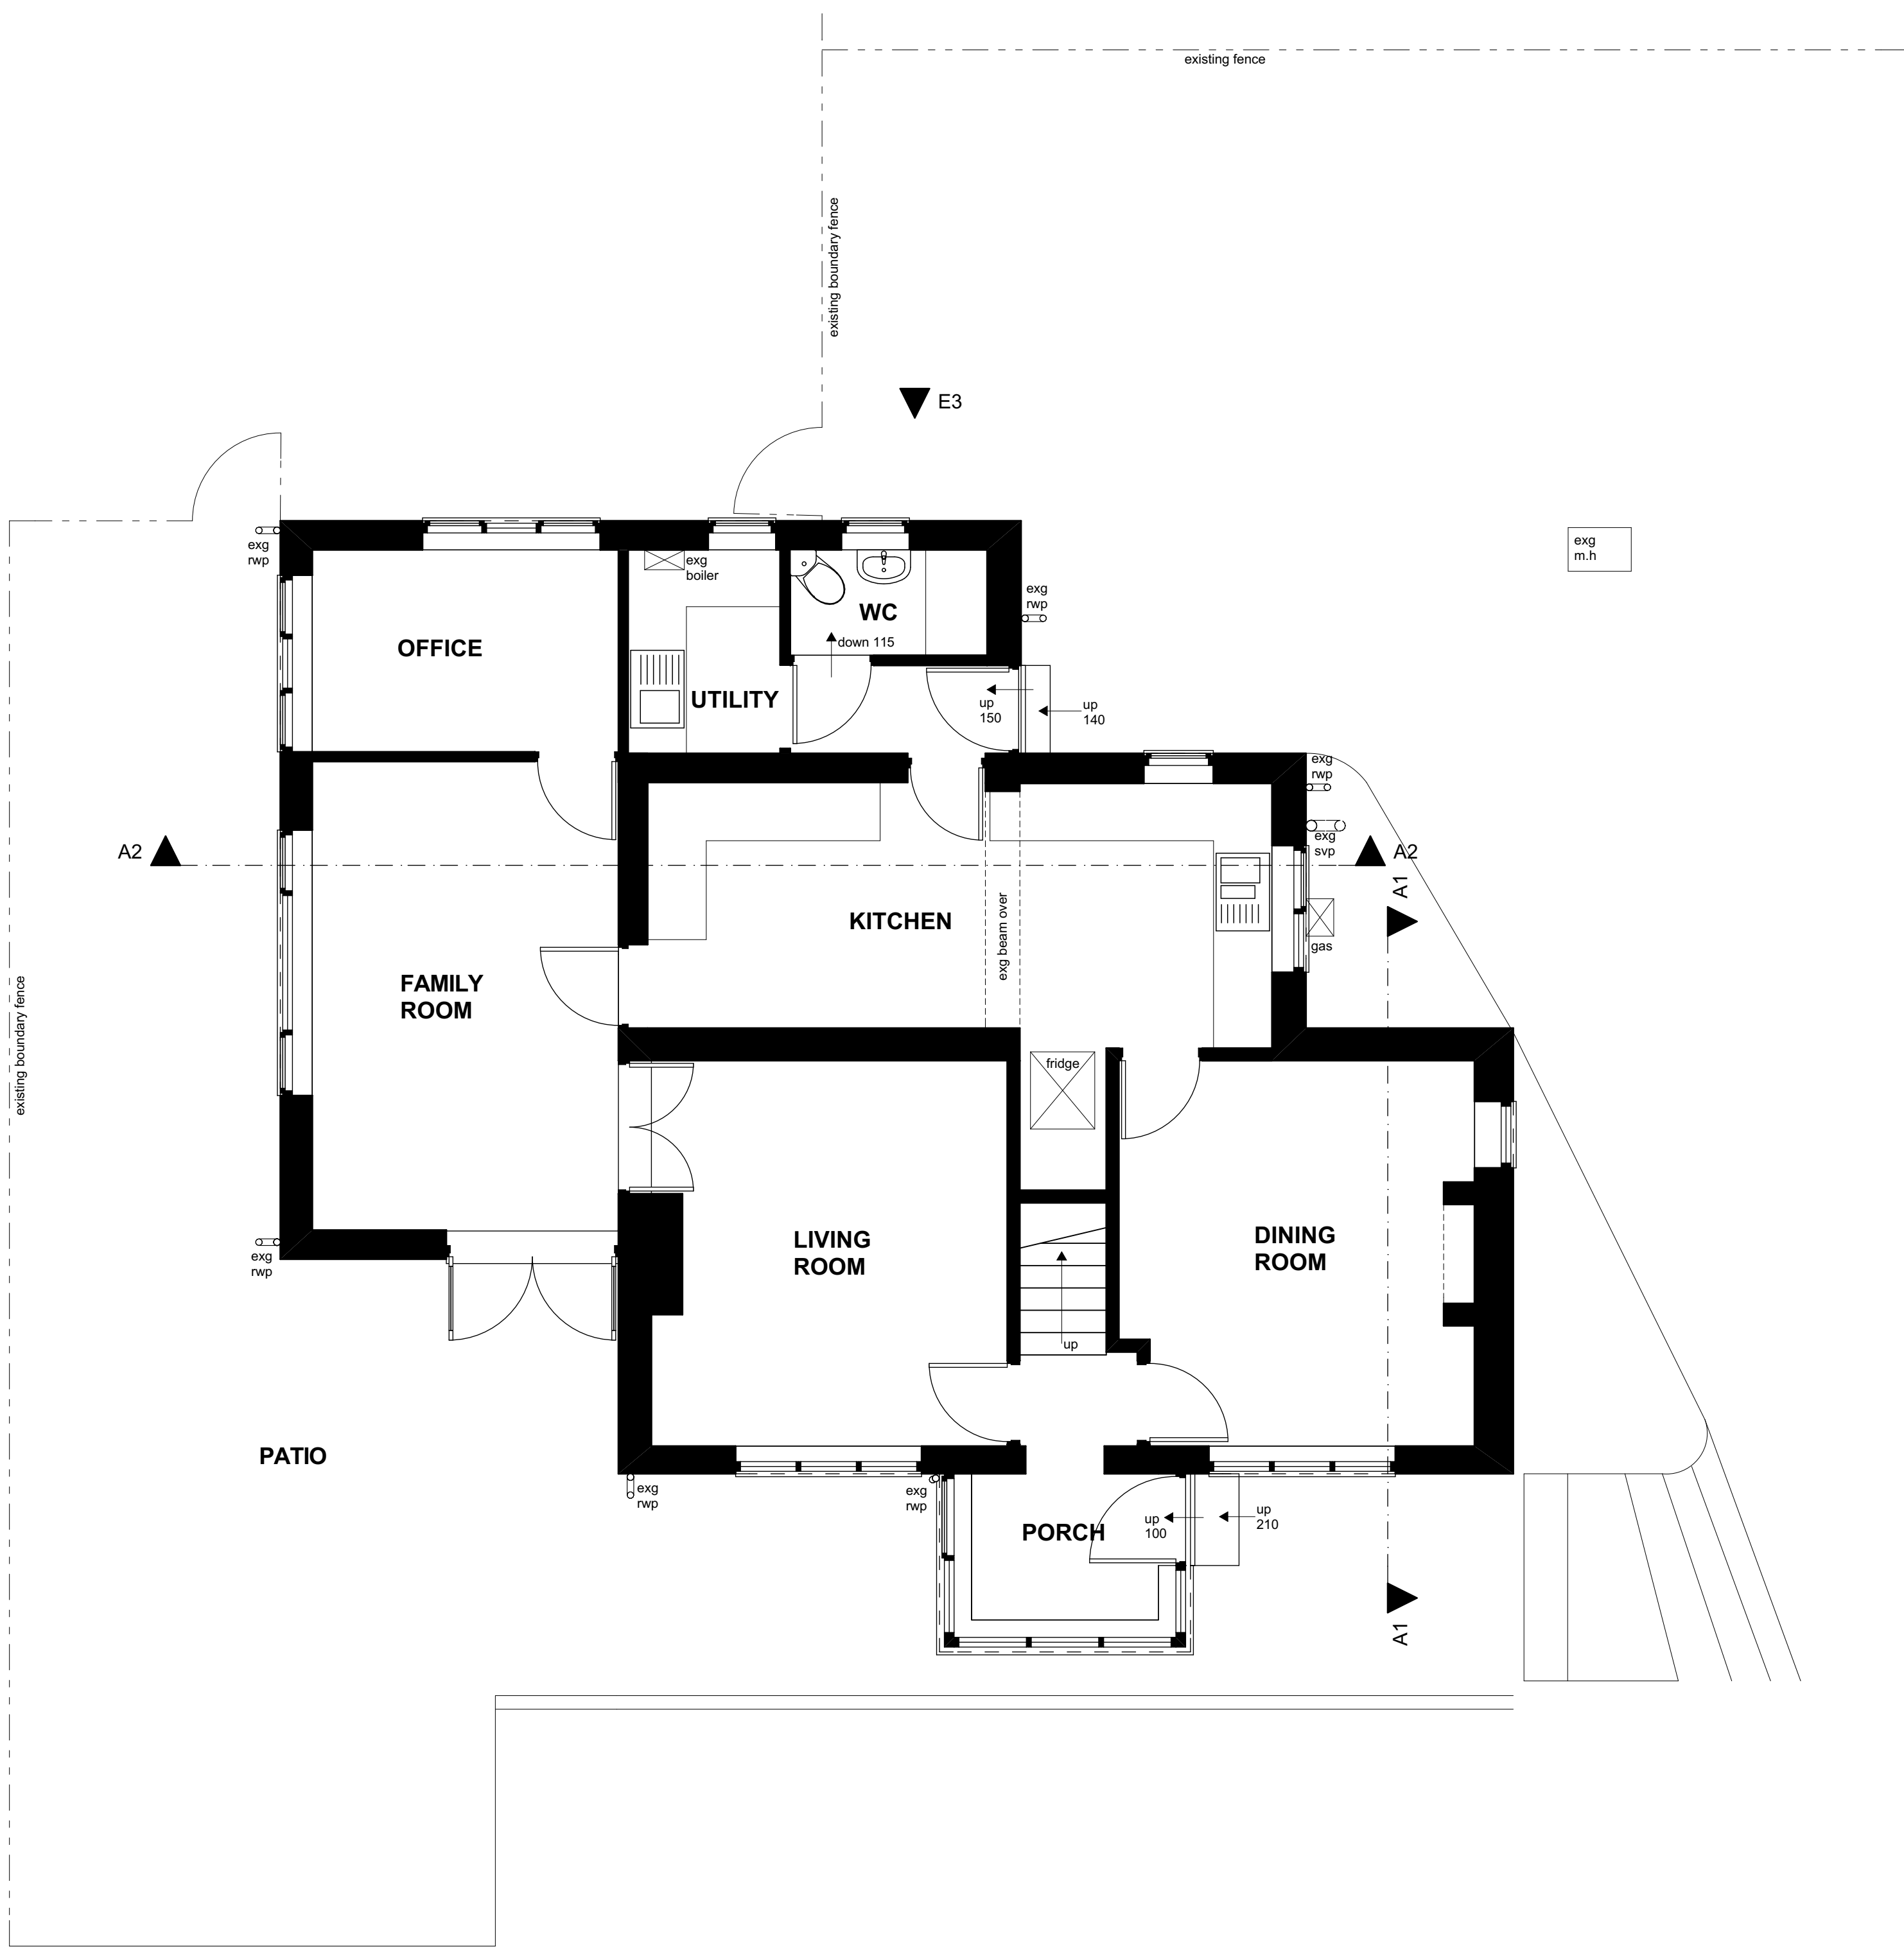 existing fence
existing boundary fence
E3
exg
rwp
exg
boiler
exg
m.h
exg
rwp
WC
down 115
OFFICE
UTILITY
up
150
up
140
exg
rwp
exg
svp
A2
A2
A1
KITCHEN
exg beam over
gas
FAMILY
ROOM
existing boundary fence
fridge
LIVING
ROOM
DINING
ROOM
exg
rwp
up
PATIO
exg
rwp
exg
rwp
PORCH
up
100
up
210
A1